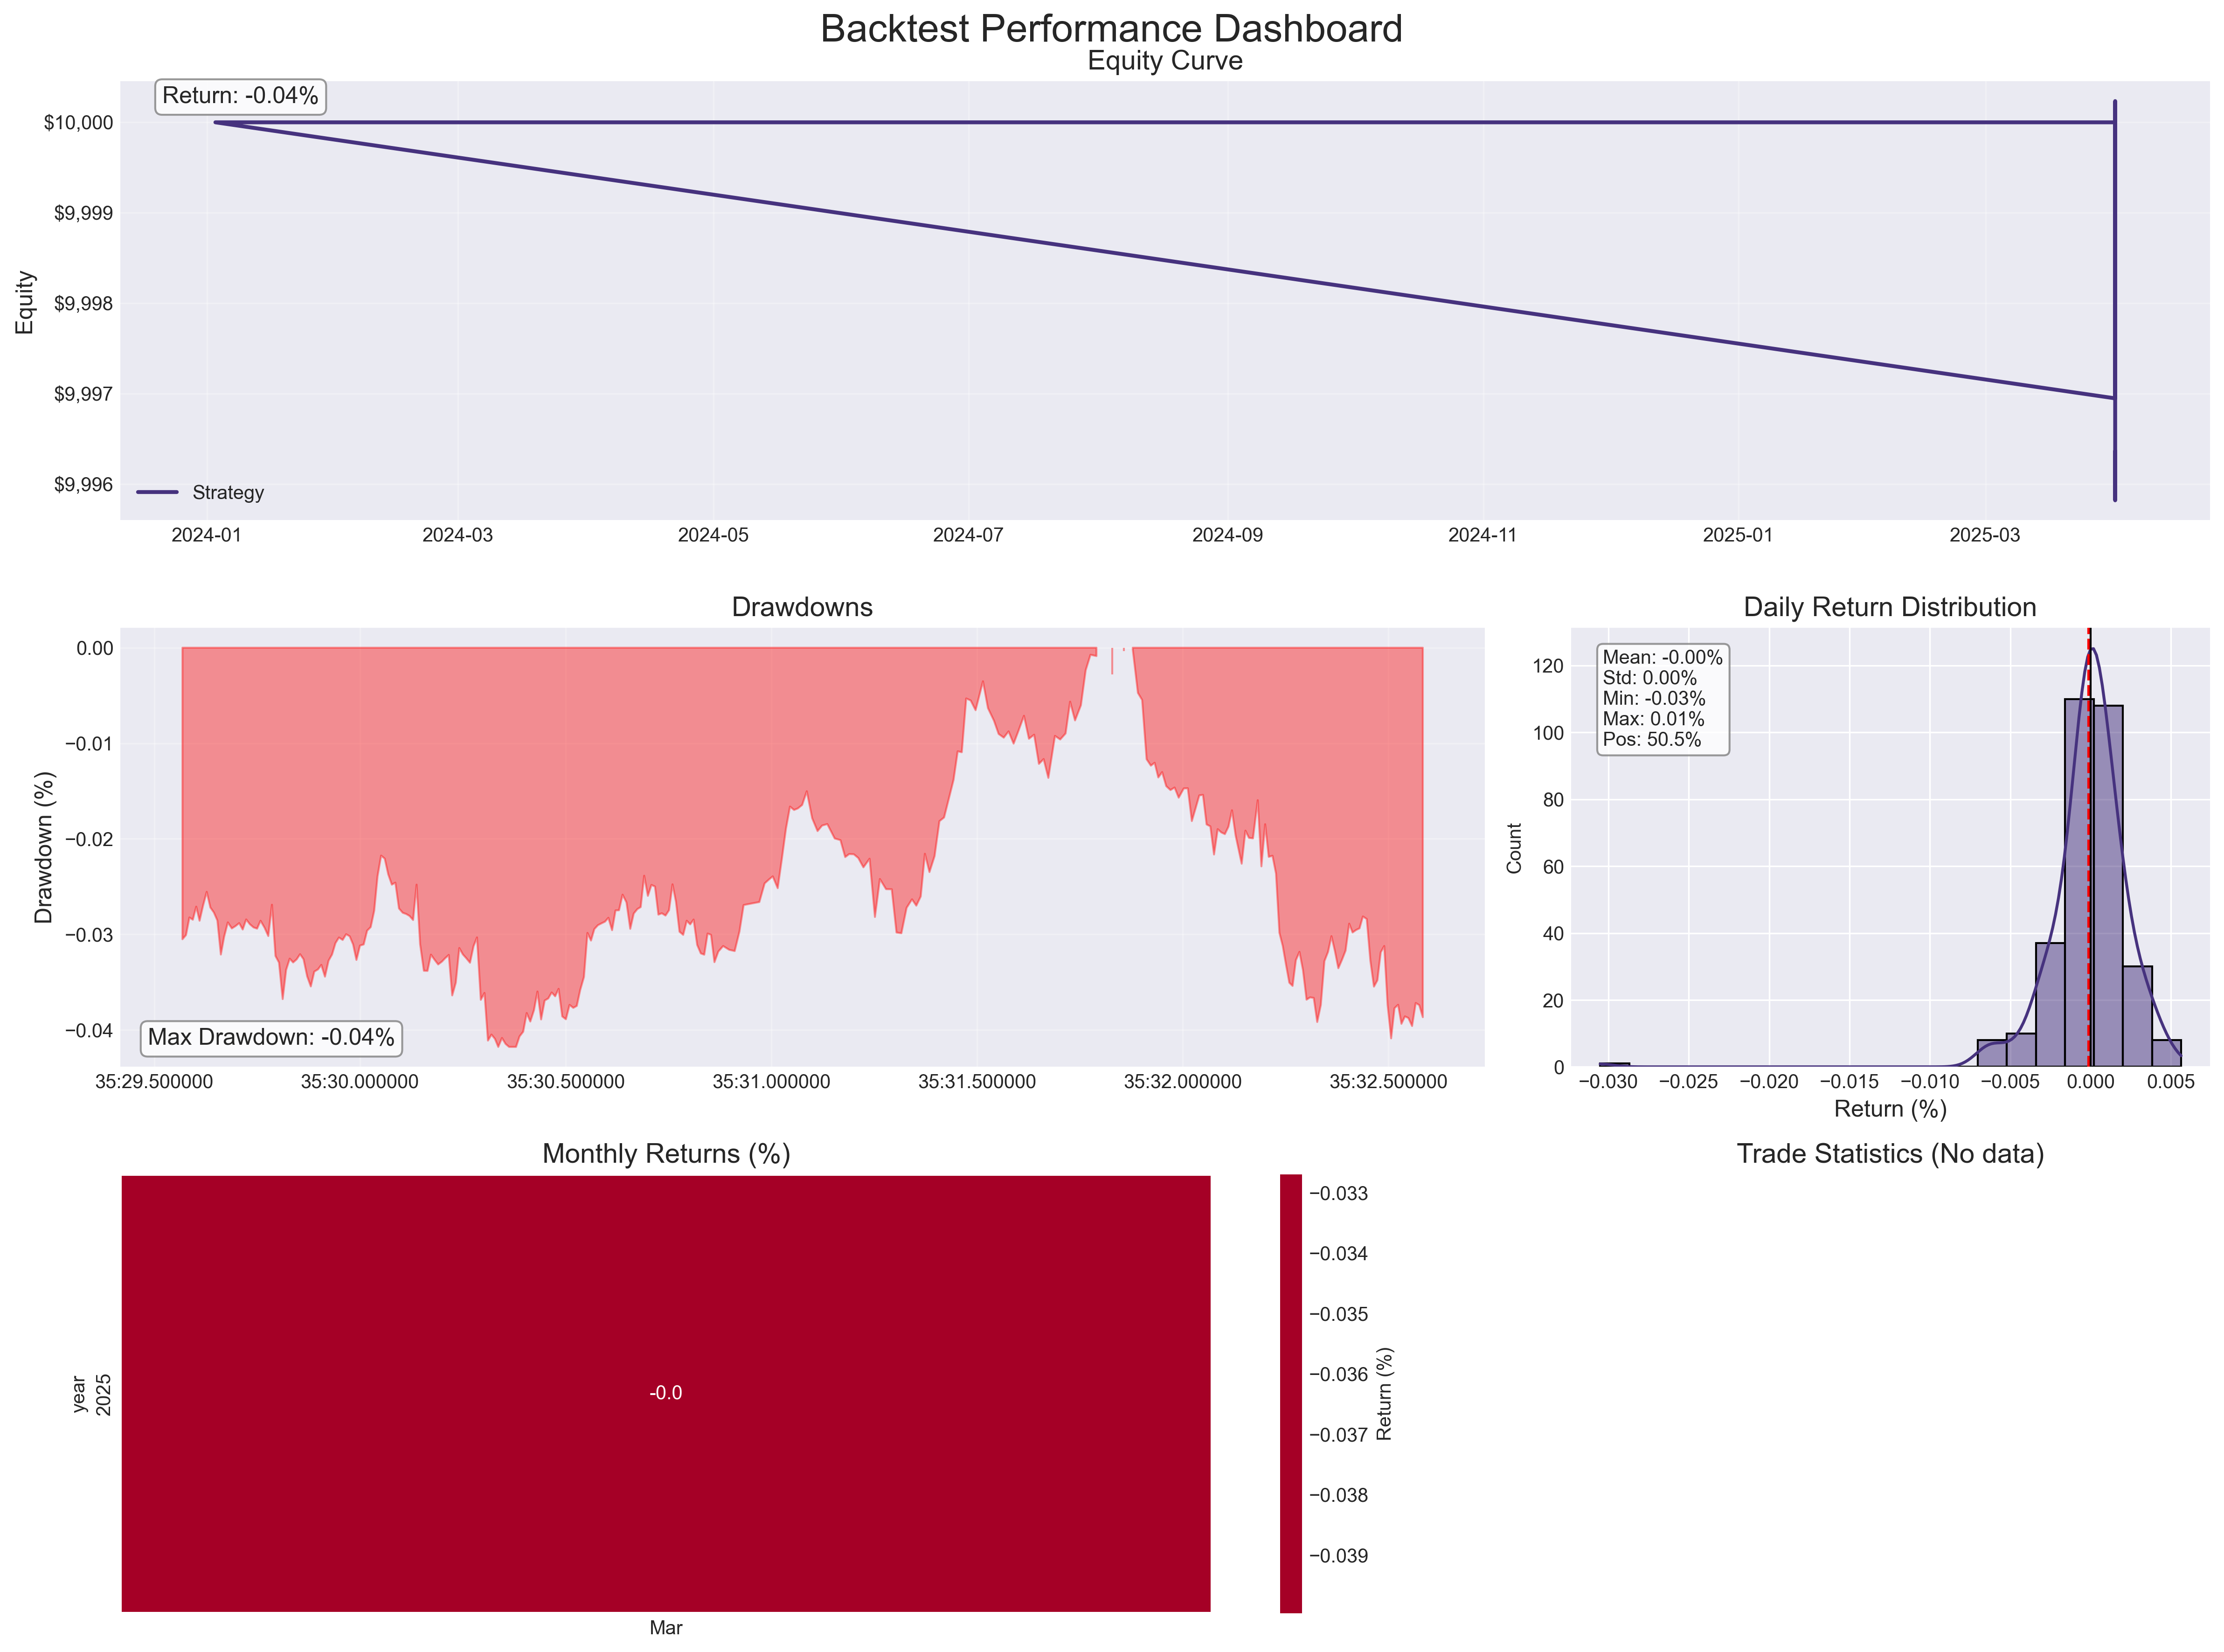 Backtest Performance Dashboard
Equity Curve
Return: -0.04%
$10,000
$9,999
$9,998
$9,997
$9,996
Equity
Strategy
2024-01
2024-03
2024-05
2024-07
2024-09
2024-11
2025-01
2025-03
Drawdowns
0.00
−0.01
−0.02
−0.03
−0.04
Drawdown (%)
Max Drawdown: -0.04%
35:29.500000
35:30.000000
35:30.500000
35:31.000000
35:31.500000
35:32.000000
35:32.500000
Daily Return Distribution
Mean: -0.00%
Std: 0.00%
Min: -0.03%
Max: 0.01%
Pos: 50.5%
120
100
80
60
40
20
0
Count
−0.030
−0.025
−0.020
−0.015
−0.010
−0.005
0.000
0.005
Return (%)
Monthly Returns (%)
year
2025
-0.0
Mar
−0.033
−0.034
−0.035
−0.036
−0.037
−0.038
−0.039
Return (%)
Trade Statistics (No data)